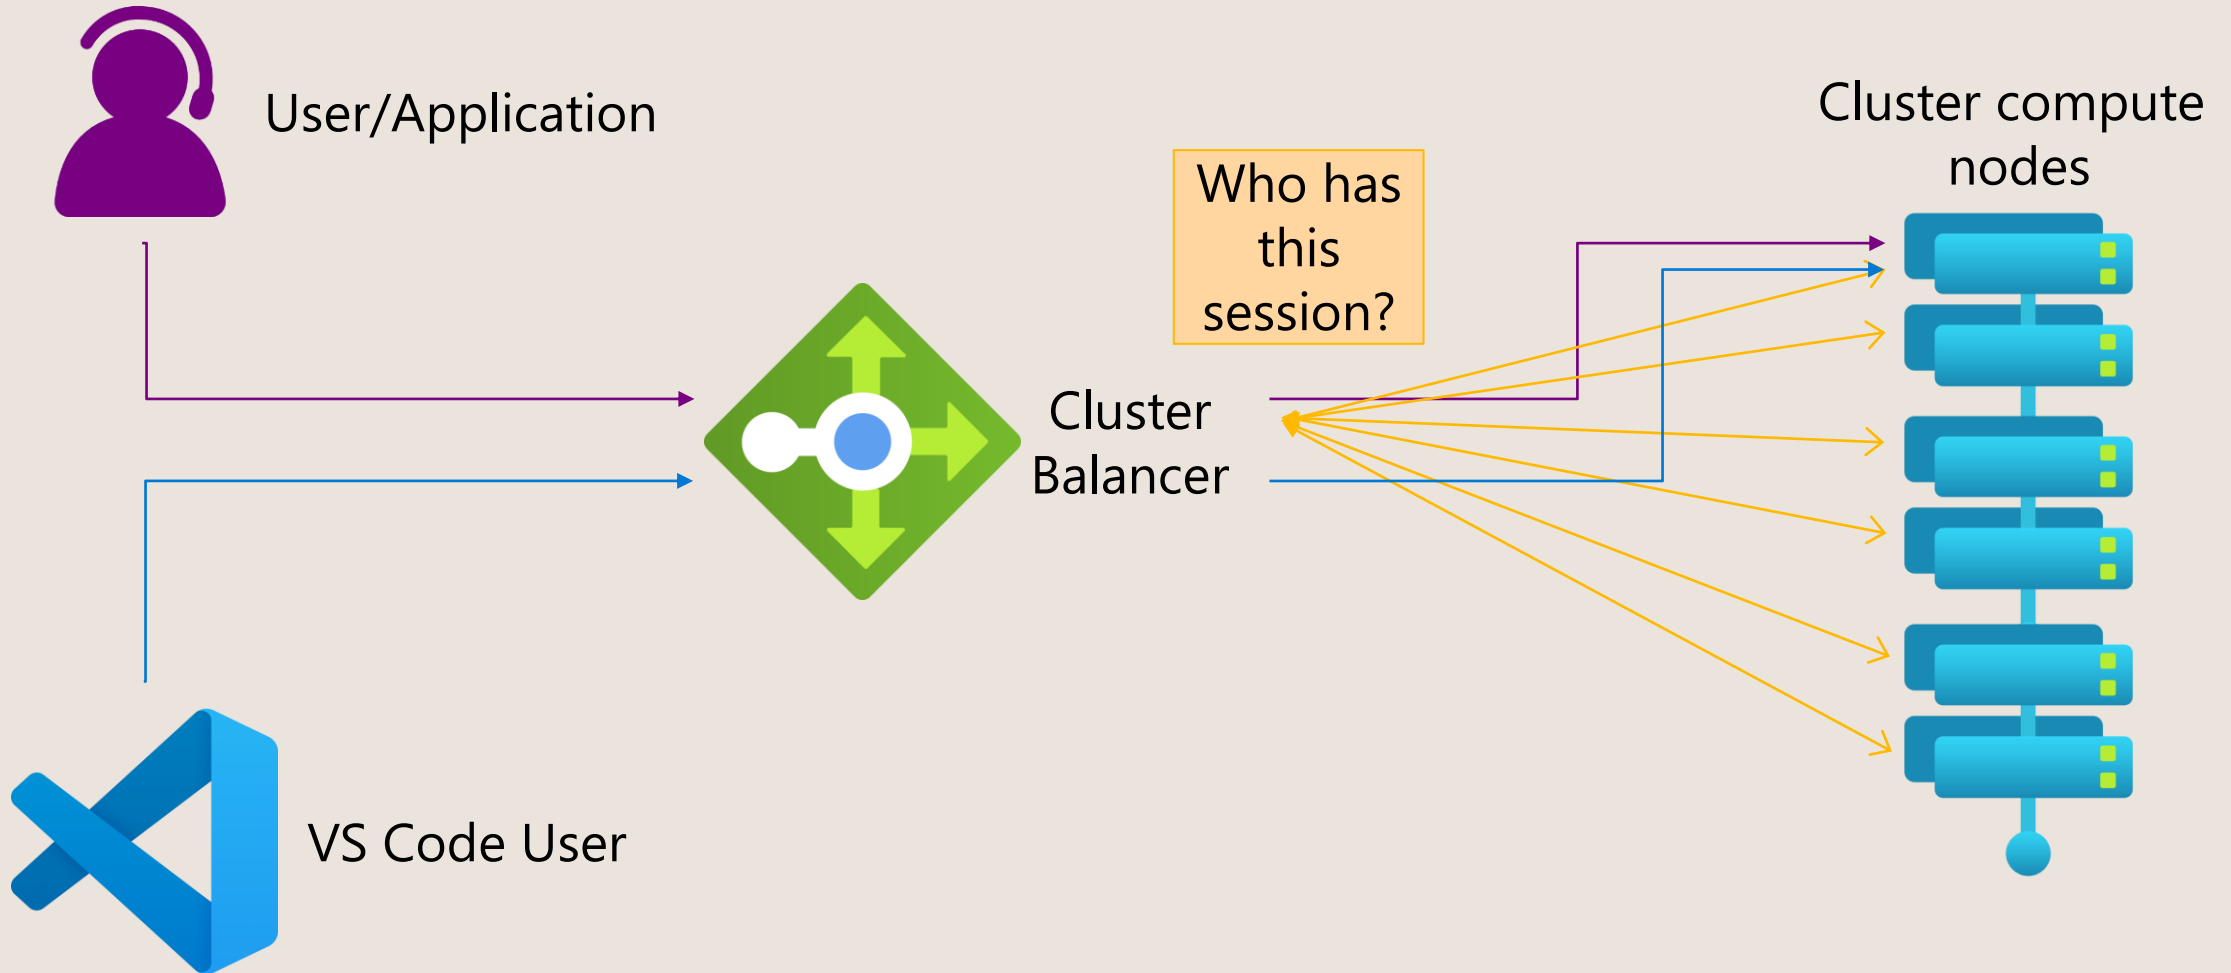 User/Application
Cluster compute
nodes
Who has
this
session?
Cluster
Balancer
VS Code User